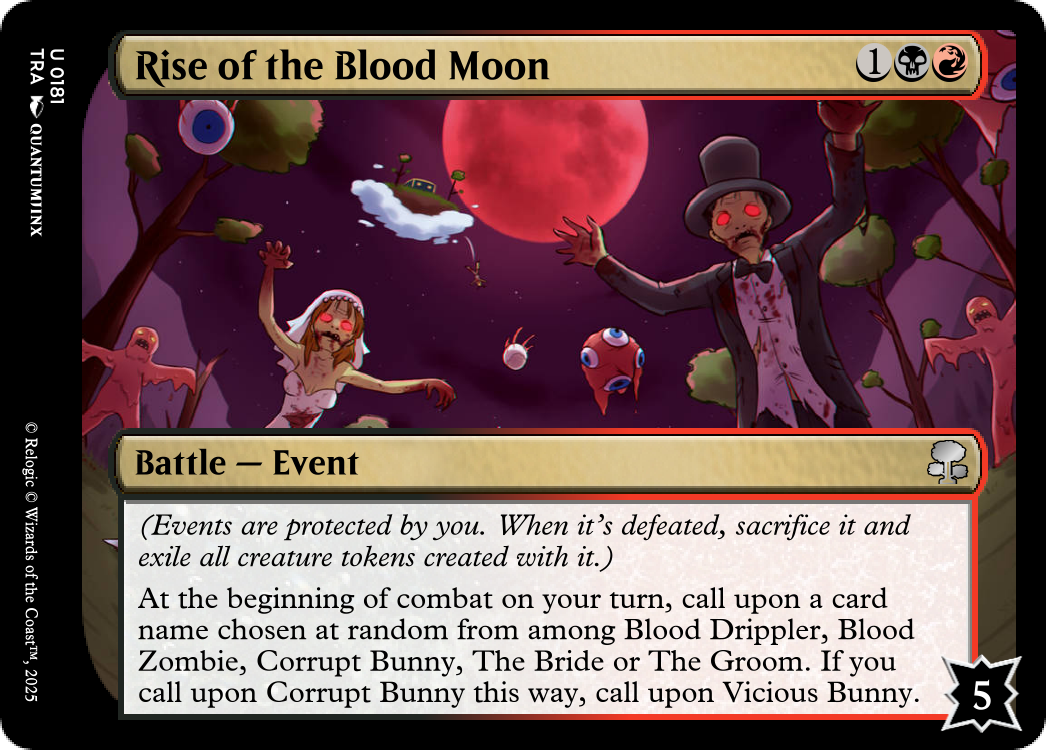 Rise of the Blood Moon
1
Battle — Event
(Events are protected by you. When it's defeated, sacrifice it and
exile all creature tokens created with it.)
At the beginning of combat on your turn, call upon a card
name chosen at random from among Blood Drippler, Blood
Zombie, Corrupt Bunny, The Bride or The Groom. If you
call upon Corrupt Bunny this way, call upon Vicious Bunny.
5
U 0181
TRA QUANTUMJINX
© Relogic © Wizards of the Coast™, 2025